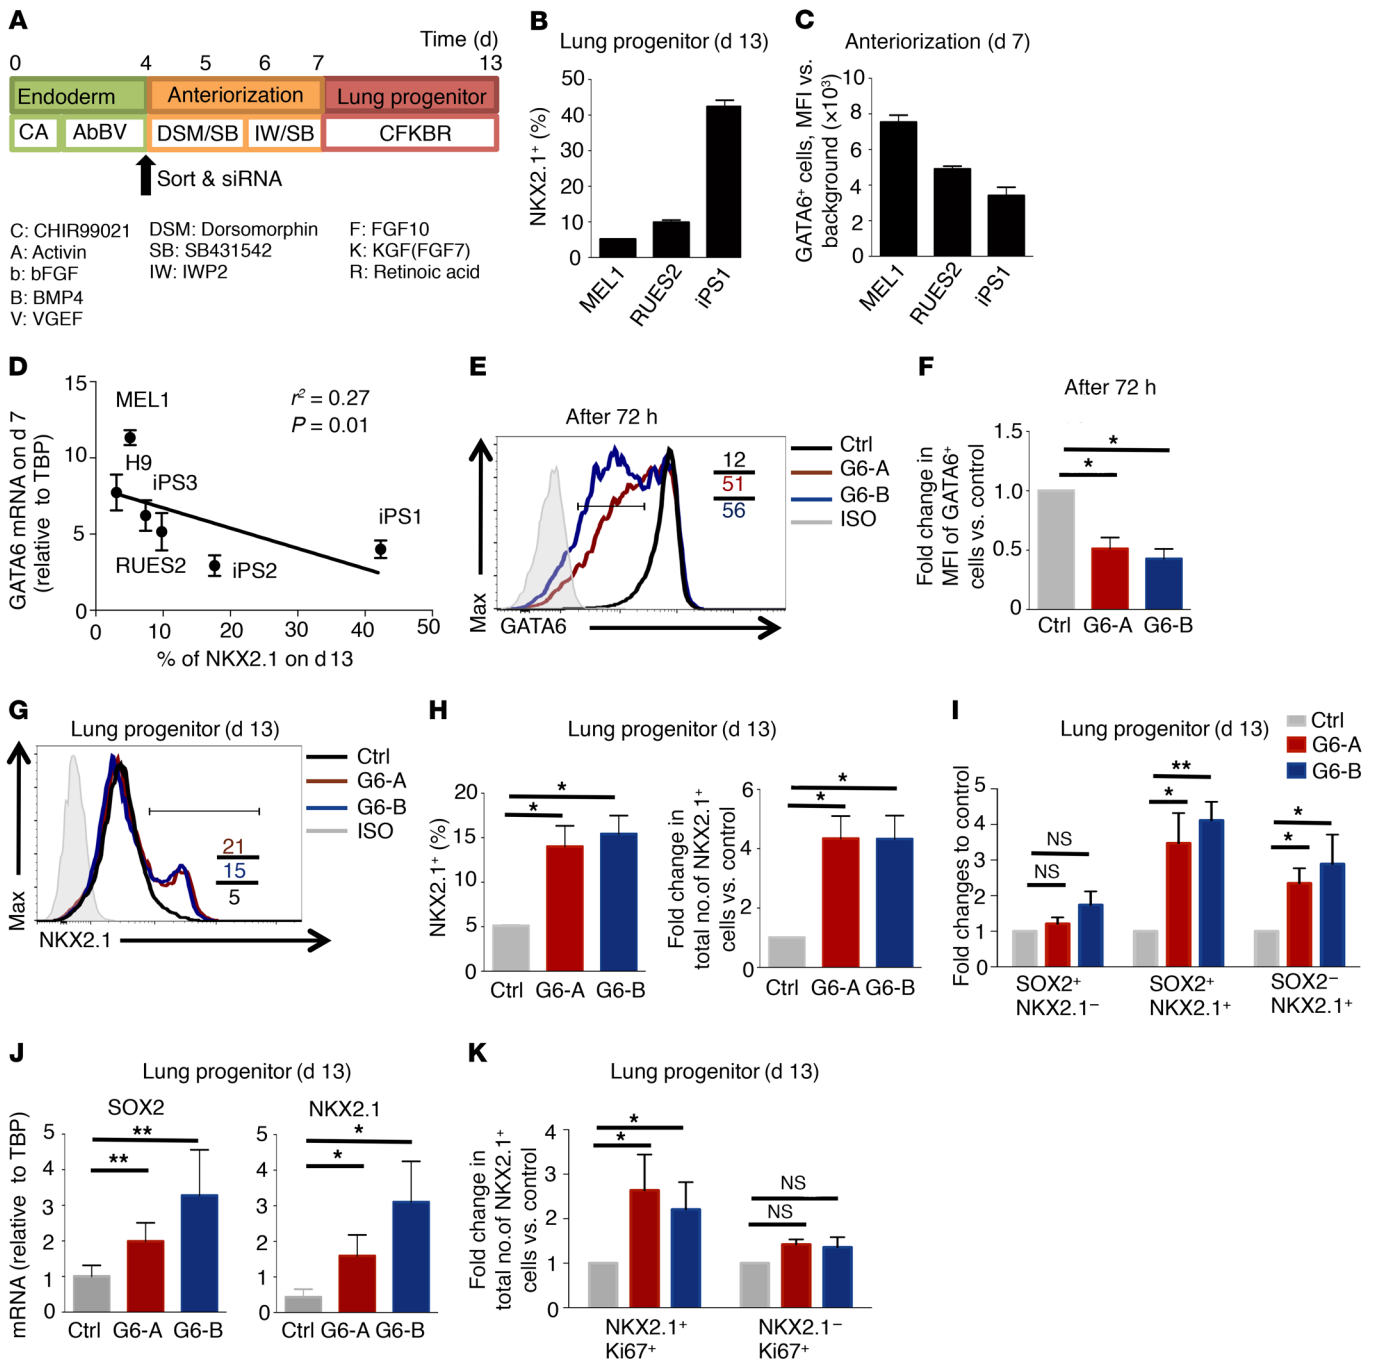 A
Time (d)
0 4 5 6 7 13
Endoderm Anteriorization Lung progenitor
CA AbBV DSM/SB IW/SB CFKBR
Sort & siRNA
C: CHIR99021
A: Activin
b: bFGF
B: BMP4
V: VGEF
DSM: Dorsomorphin
SB: SB431542
IW: IWP2
F: FGF10
K: KGF(FGF7)
R: Retinoic acid
B
Lung progenitor (d 13)
NKX2.1⁺ (%)
50
40
30
20
10
0
MEL1 RUES2 iPS1
C
Anteriorization (d 7)
GATA6⁺ cells, MFI vs.
background (×10³)
10
8
6
4
2
0
MEL1 RUES2 iPS1
D
GATA6 mRNA on d 7
(relative to TBP)
15
10
5
0
MEL1
r² = 0.27
P = 0.01
H9
iPS3
iPS1
RUES2
iPS2
0 10 20 30 40 50
% of NKX2.1 on d13
E
After 72 h
Max
GATA6
12
51
56
Ctrl
G6-A
G6-B
ISO
F
After 72 h
Fold change in
MFI of GATA6⁺
cells vs. control
1.5
1.0
0.5
0
*
*
Ctrl G6-A G6-B
G
Lung progenitor (d 13)
Max
NKX2.1
21
15
5
Ctrl
G6-A
G6-B
ISO
H
Lung progenitor (d 13)
NKX2.1⁺ (%)
20
15
10
5
0
*
*
Ctrl G6-A G6-B
Fold change in
total no.of NKX2.1⁺
cells vs. control
6
4
2
0
*
*
Ctrl G6-A G6-B
I
Lung progenitor (d 13)
Ctrl
G6-A
G6-B
Fold changes to control
5
4
3
2
1
0
NS
NS
**
*
*
*
SOX2⁺
NKX2.1⁻
SOX2⁺
NKX2.1⁺
SOX2⁻
NKX2.1⁺
J
Lung progenitor (d 13)
mRNA (relative to TBP)
SOX2
5
4
3
2
1
0
**
**
Ctrl G6-A G6-B
NKX2.1
5
4
3
2
1
0
*
*
Ctrl G6-A G6-B
K
Lung progenitor (d 13)
Fold change in
total no.of NKX2.1⁺
cells vs. control
4
3
2
1
0
*
*
NS
NS
NKX2.1⁺
Ki67⁺
NKX2.1⁻
Ki67⁺